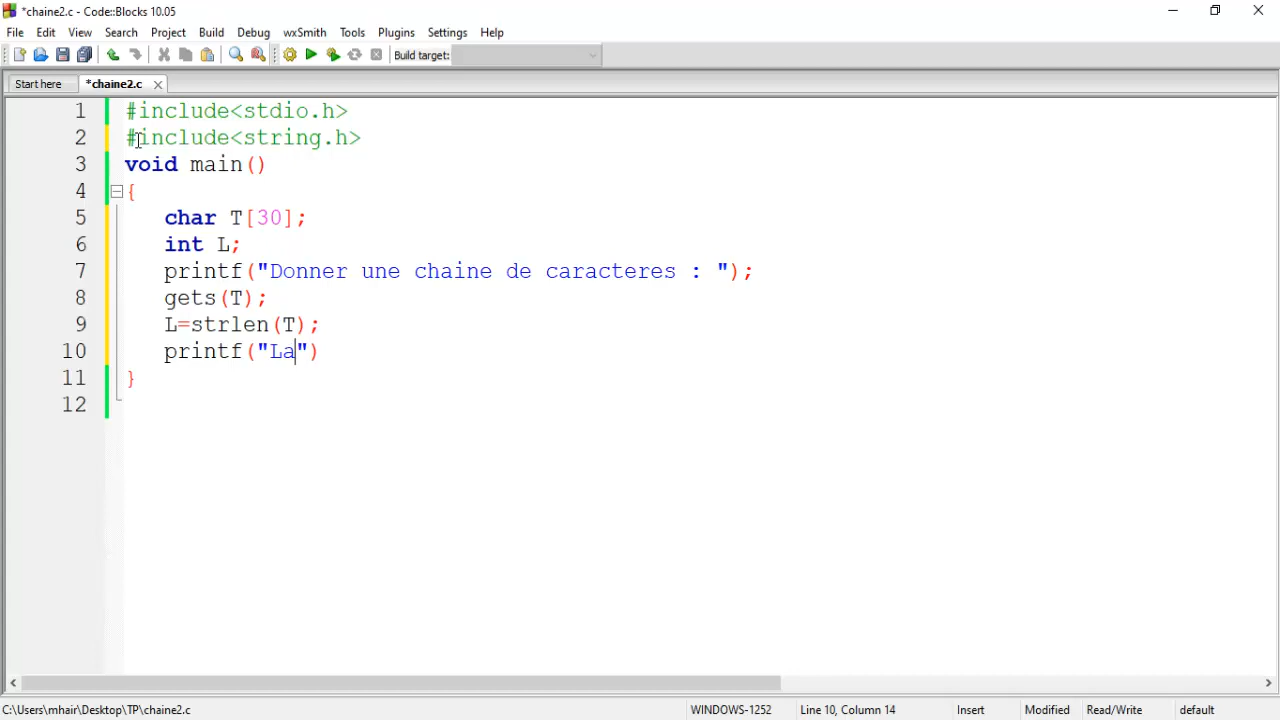 *chaine2.c - Code::Blocks 10.05
File Edit View Search Project Build Debug wxSmith Tools Plugins Settings Help
Build target:
Start here *chaine2.c
1 #include<stdio.h>
2 #include<string.h>
3 void main()
4 {
5 char T[30];
6 int L;
7 printf("Donner une chaine de caracteres : ");
8 gets(T);
9 L=strlen(T);
10 printf("La")
11 }
12
C:\Users\mhair\Desktop\TP\chaine2.c WINDOWS-1252 Line 10, Column 14 Insert Modified Read/Write default